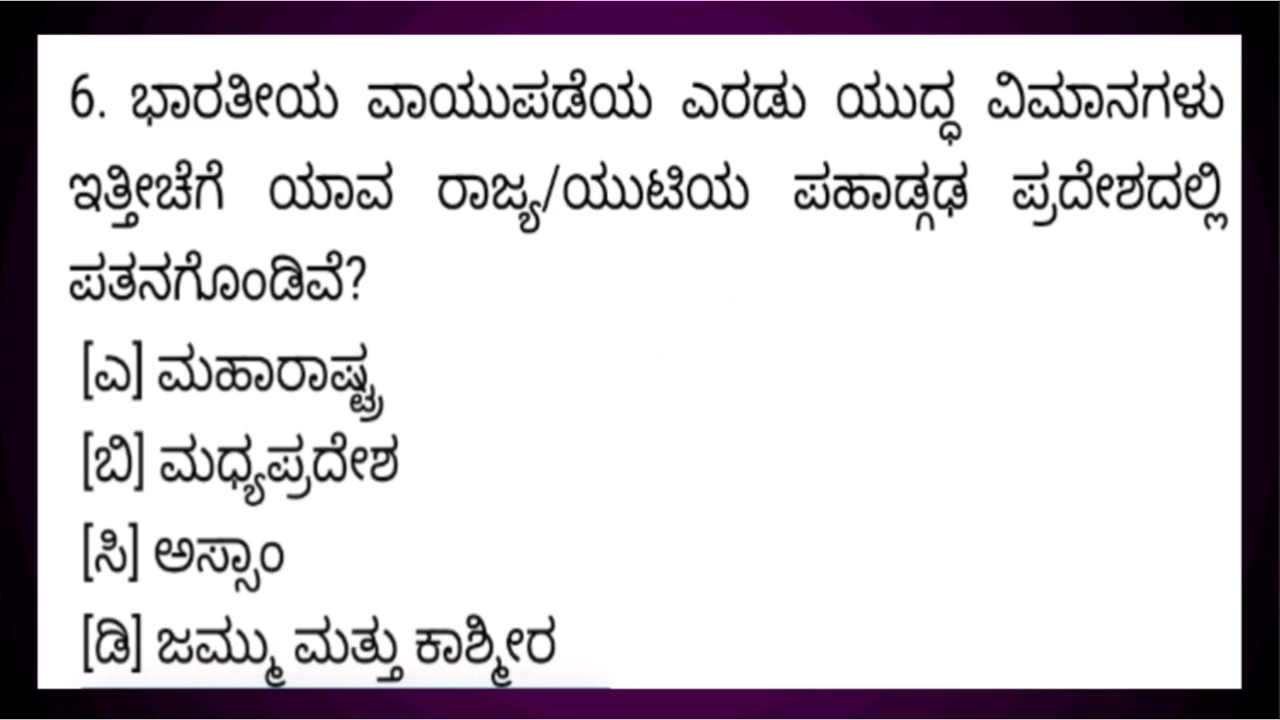 6. ಭಾರತೀಯ ವಾಯುಪಡೆಯ ಎರಡು ಯುದ್ಧ ವಿಮಾನಗಳು
ಇತ್ತೀಚೆಗೆ ಯಾವ ರಾಜ್ಯ/ಯುಟಿಯ ಪಹಾಡ್ಗಢ ಪ್ರದೇಶದಲ್ಲಿ
ಪತನಗೊಂಡಿವೆ?
[ಎ] ಮಹಾರಾಷ್ಟ್ರ
[ಬಿ] ಮಧ್ಯಪ್ರದೇಶ
[ಸಿ] ಅಸ್ಸಾಂ
[ಡಿ] ಜಮ್ಮು ಮತ್ತು ಕಾಶ್ಮೀರ